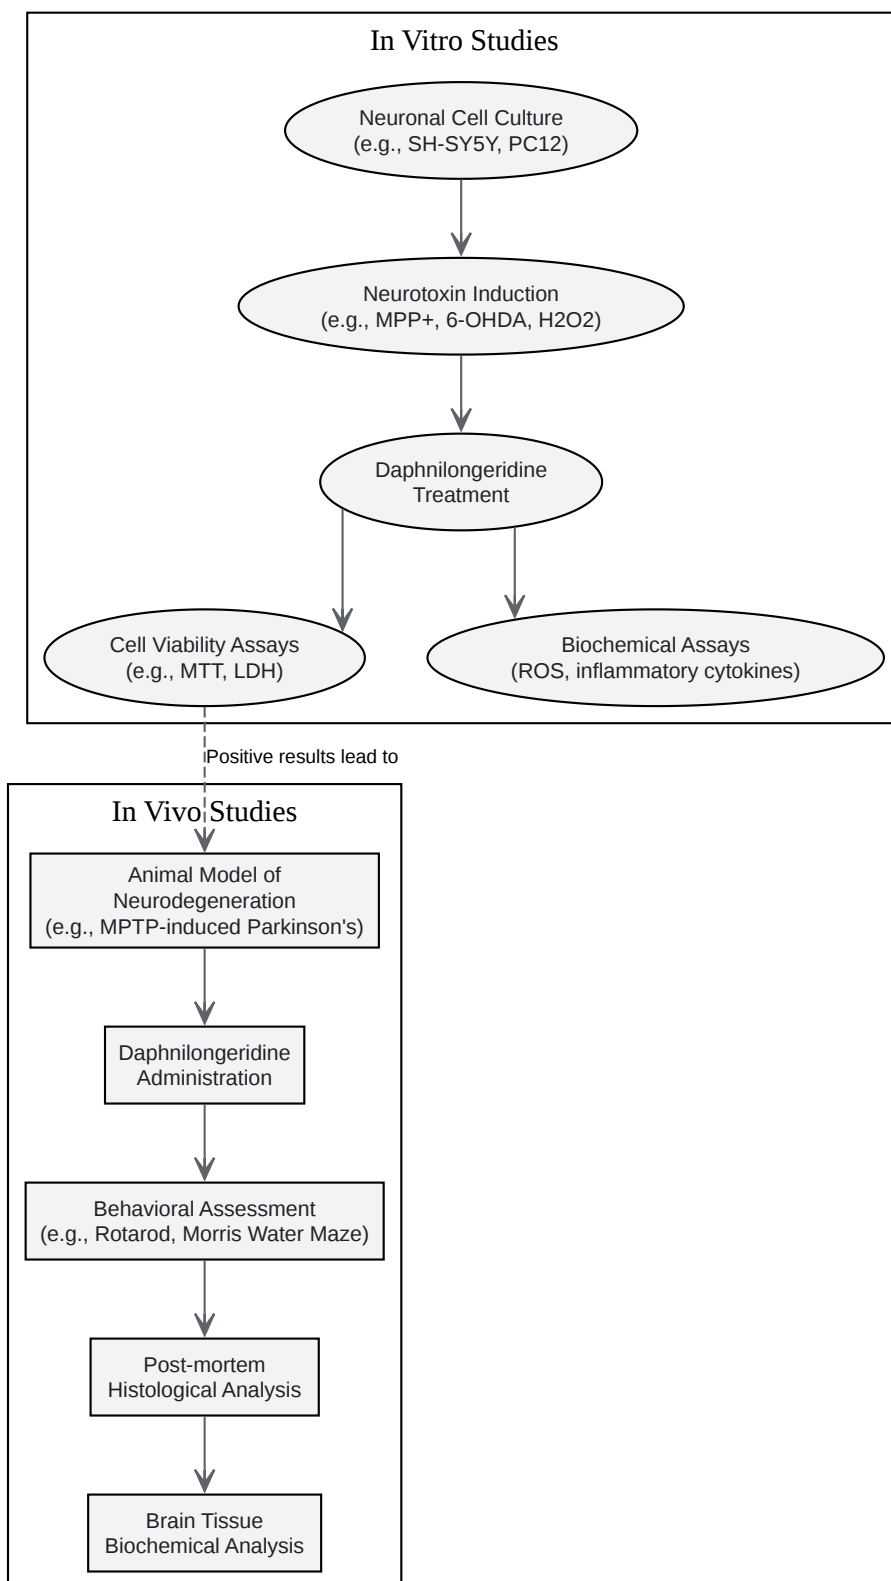 In Vitro Studies
Neuronal Cell Culture
(e.g., SH-SY5Y, PC12)
Neurotoxin Induction
(e.g., MPP+, 6-OHDA, H2O2)
Daphnilongeridine
Treatment
Cell Viability Assays
(e.g., MTT, LDH)
Biochemical Assays
(ROS, inflammatory cytokines)
Positive results lead to
In Vivo Studies
Animal Model of
Neurodegeneration
(e.g., MPTP-induced Parkinson's)
Daphnilongeridine
Administration
Behavioral Assessment
(e.g., Rotarod, Morris Water Maze)
Post-mortem
Histological Analysis
Brain Tissue
Biochemical Analysis